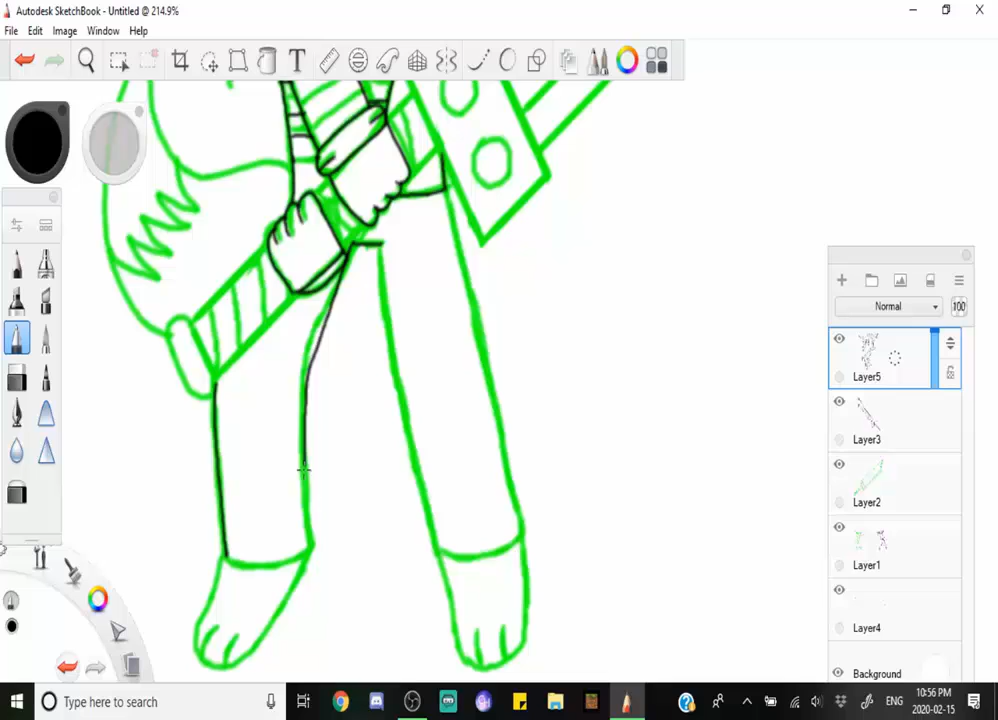 Autodesk SketchBook - Untitled @ 214.9%
File Edit Image Window Help
T
Normal 100
Layer5
Layer3
Layer2
Layer1
Layer4
Background
Type here to search
ENG
10:56 PM
2020-02-15